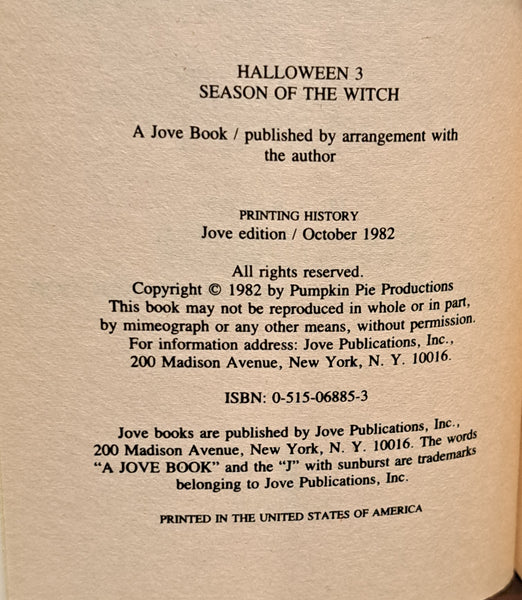 HALLOWEEN 3
SEASON OF THE WITCH
A Jove Book / published by arrangement with
the author
PRINTING HISTORY
Jove edition / October 1982
All rights reserved.
Copyright © 1982 by Pumpkin Pie Productions
This book may not be reproduced in whole or in part,
by mimeograph or any other means, without permission.
For information address: Jove Publications, Inc.,
200 Madison Avenue, New York, N. Y. 10016.
ISBN: 0-515-06885-3
Jove books are published by Jove Publications, Inc.,
200 Madison Avenue, New York, N. Y. 10016. The words
“A JOVE BOOK” and the “J” with sunburst are trademarks
belonging to Jove Publications, Inc.
PRINTED IN THE UNITED STATES OF AMERICA